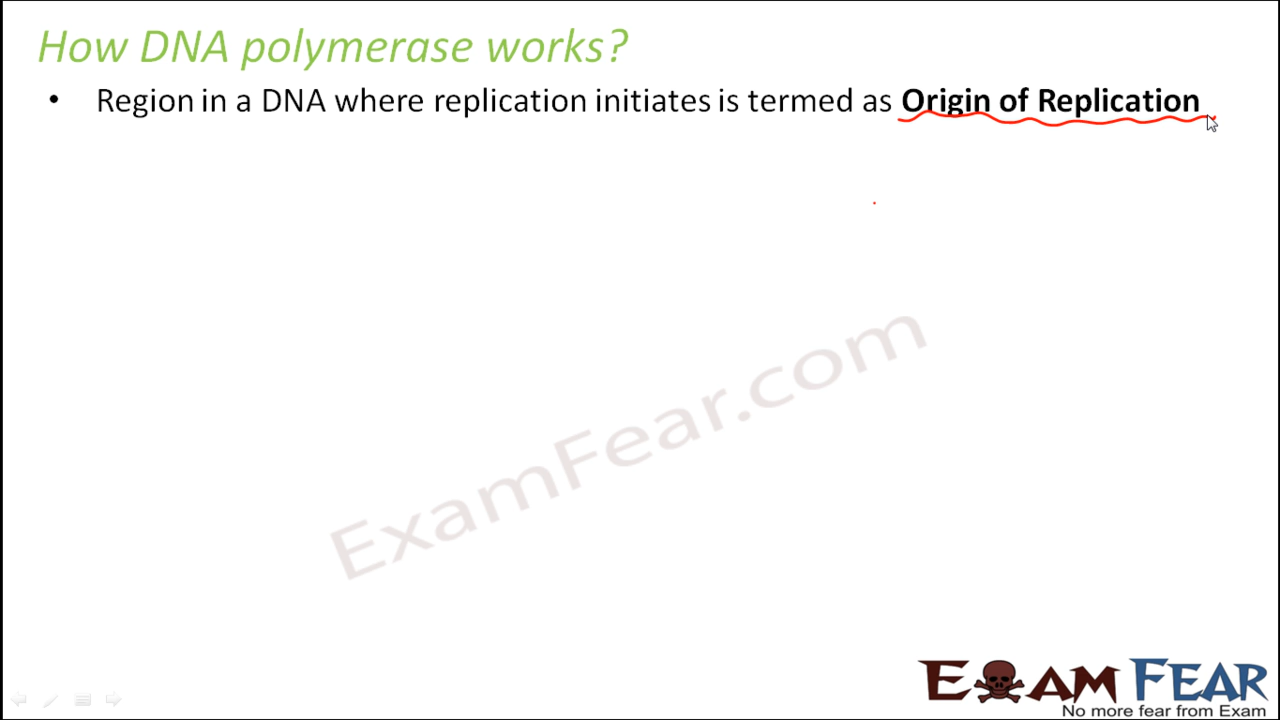 How DNA polymerase works?
• Region in a DNA where replication initiates is termed as Origin of Replication
ExamFear.com
EXAM FEAR
No more fear from Exam